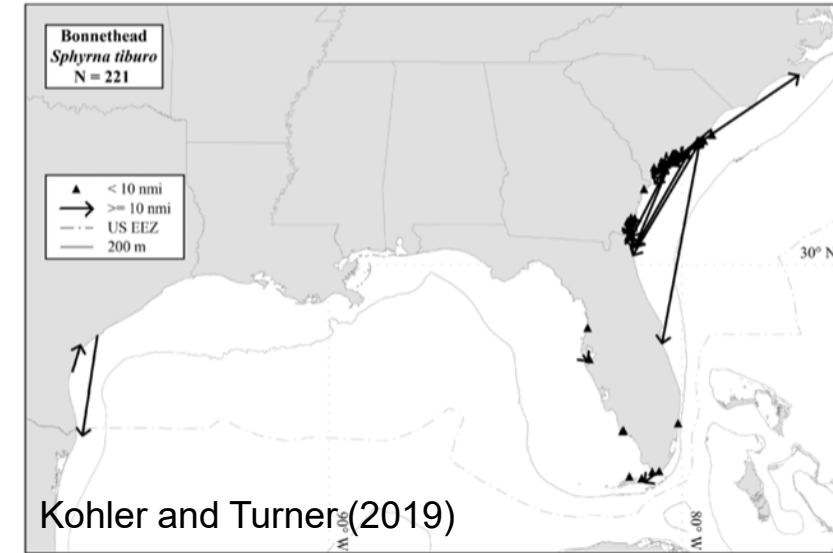 Bonnethead
Sphyrna tiburo
N = 221
< 10 nmi
>= 10 nmi
US EEZ
200 m
30° N
90° W
80° W
Kohler and Turner (2019)